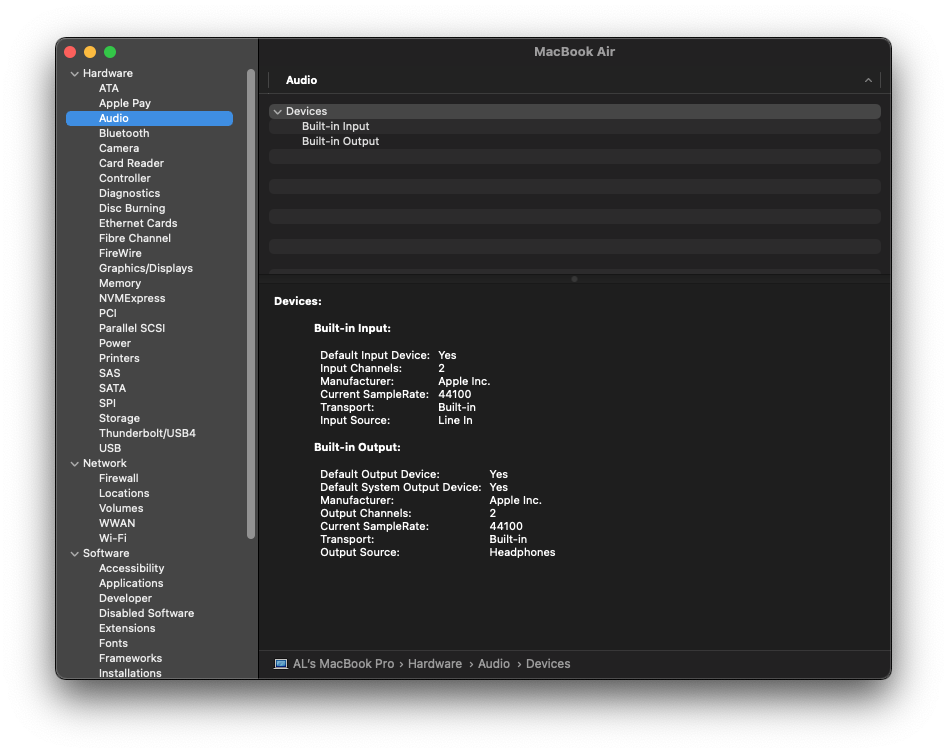 MacBook Air
Hardware
ATA
Apple Pay
Audio
Bluetooth
Camera
Card Reader
Controller
Diagnostics
Disc Burning
Ethernet Cards
Fibre Channel
FireWire
Graphics/Displays
Memory
NVMExpress
PCI
Parallel SCSI
Power
Printers
SAS
SATA
SPI
Storage
Thunderbolt/USB4
USB
Network
Firewall
Locations
Volumes
WWAN
Wi-Fi
Software
Accessibility
Applications
Developer
Disabled Software
Extensions
Fonts
Frameworks
Installations
Audio
Devices
Built-in Input
Built-in Output
Devices:
Built-in Input:
Default Input Device: Yes
Input Channels: 2
Manufacturer: Apple Inc.
Current SampleRate: 44100
Transport: Built-in
Input Source: Line In
Built-in Output:
Default Output Device: Yes
Default System Output Device: Yes
Manufacturer: Apple Inc.
Output Channels: 2
Current SampleRate: 44100
Transport: Built-in
Output Source: Headphones
AL's MacBook Pro › Hardware › Audio › Devices